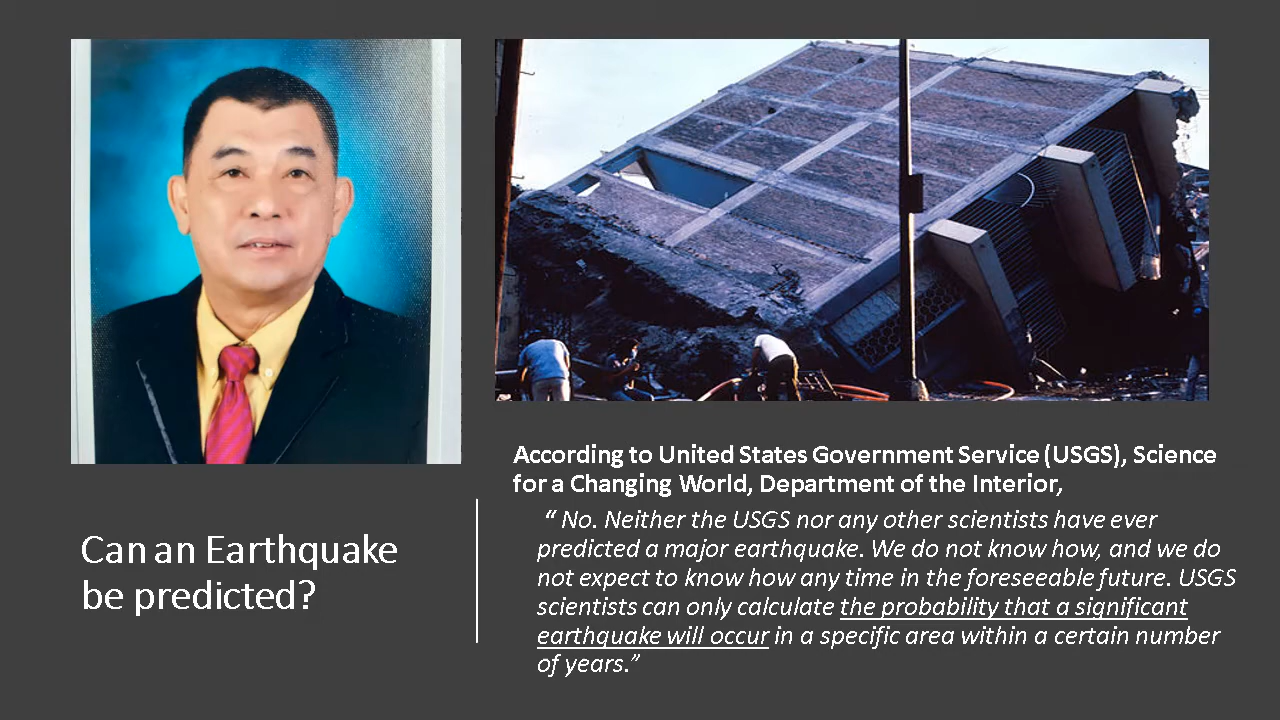 According to United States Government Service (USGS), Science
for a Changing World, Department of the Interior,
“ No. Neither the USGS nor any other scientists have ever
predicted a major earthquake. We do not know how, and we do
not expect to know how any time in the foreseeable future. USGS
scientists can only calculate the probability that a significant
earthquake will occur in a specific area within a certain number
of years.”
Can an Earthquake
be predicted?